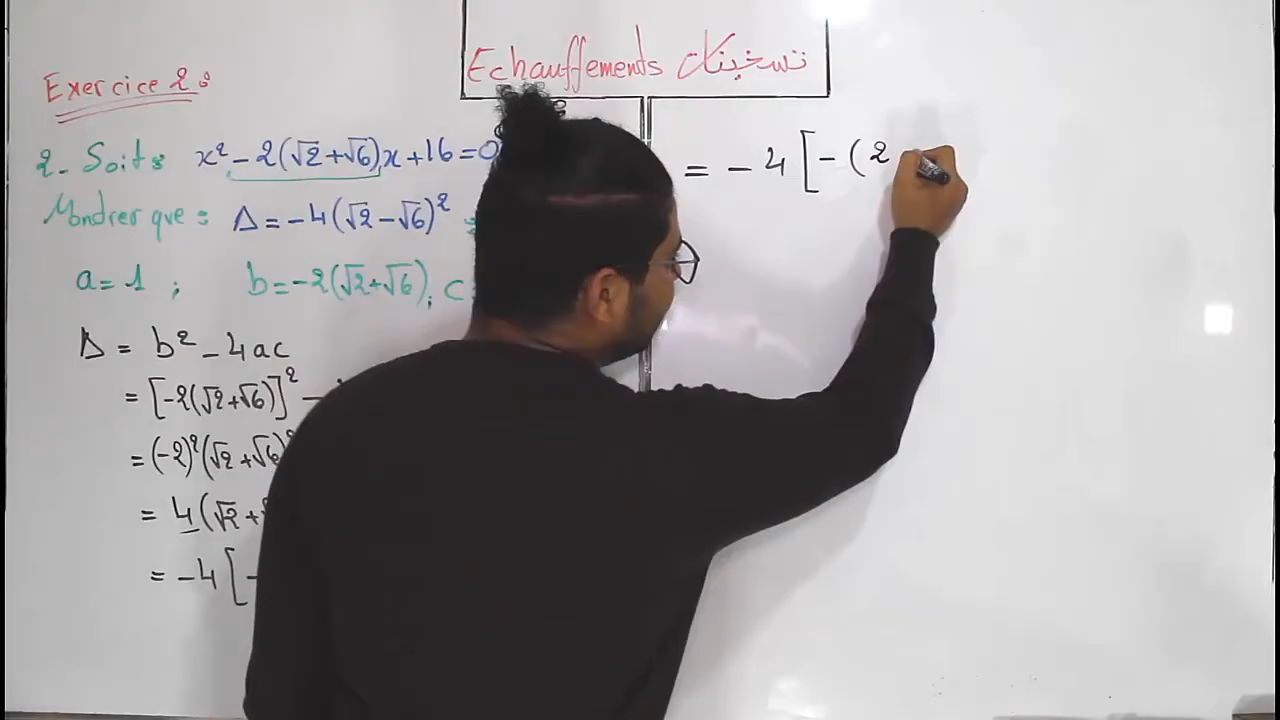 Echauffements تسخينات
Exercice 2:
2- Soit: x² - 2(√2+√6)x + 16 = 0
Mondrer que: Δ = -4(√2-√6)²
a = 1 ; b = -2(√2+√6); c
Δ = b² - 4ac
= [-2(√2+√6)]² -
= (-2)²(√2+√6)²
= 4(√2+
= -4[-
= -4[-(2